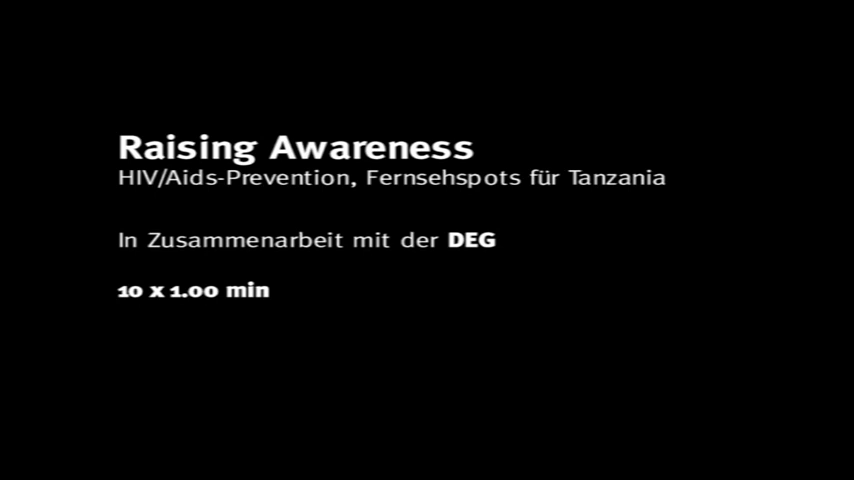 Raising Awareness
HIV/Aids-Prevention, Fernsehspots für Tanzania
In Zusammenarbeit mit der DEG
10 x 1.00 min